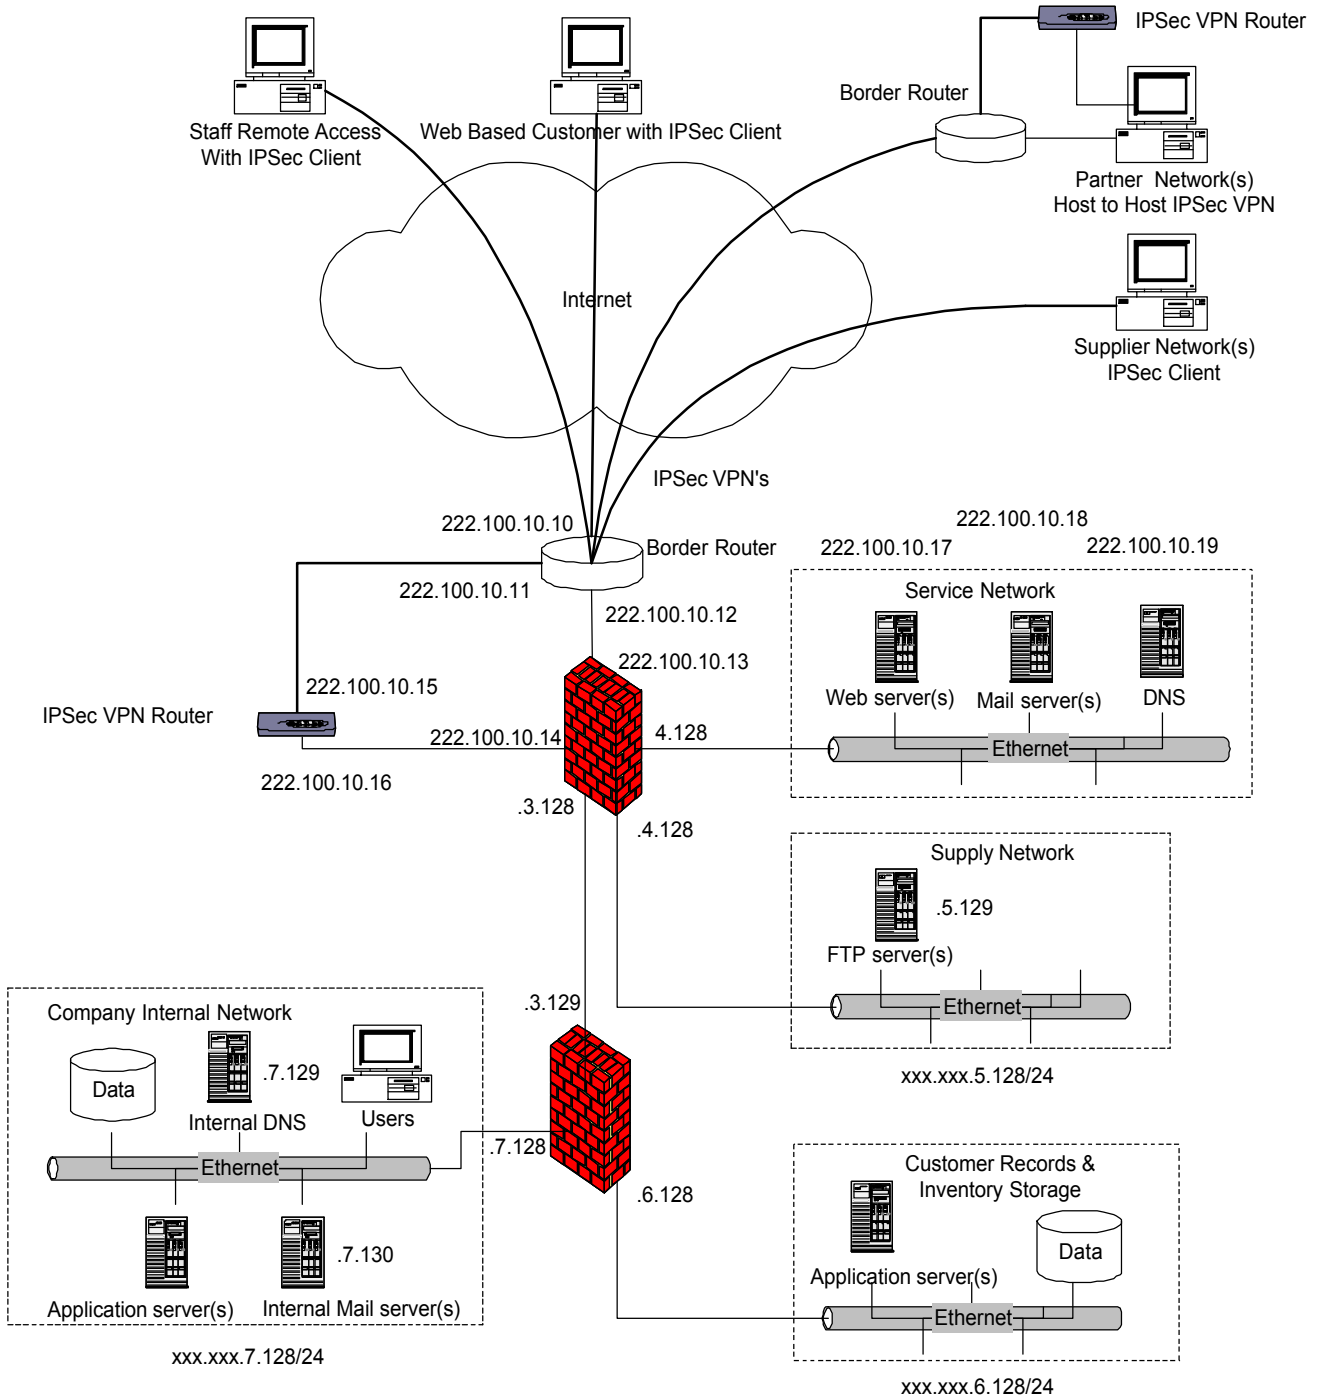 IPSec VPN Router
Border Router
Staff Remote Access
With IPSec Client
Web Based Customer with IPSec Client
Partner Network(s)
Host to Host IPSec VPN
Internet
Supplier Network(s)
IPSec Client
IPSec VPN's
222.100.10.10
Border Router
222.100.10.11
222.100.10.12
222.100.10.18
222.100.10.17
222.100.10.19
Service Network
Web server(s)
Mail server(s)
DNS
Ethernet
222.100.10.13
222.100.10.15
IPSec VPN Router
222.100.10.14
4.128
222.100.10.16
.3.128
.4.128
Supply Network
.5.129
FTP server(s)
Ethernet
xxx.xxx.5.128/24
.3.129
Company Internal Network
Data
.7.129
Internal DNS
Users
Ethernet
.7.128
.6.128
.7.130
Application server(s)
Internal Mail server(s)
xxx.xxx.7.128/24
Customer Records &
Inventory Storage
Data
Application server(s)
Ethernet
xxx.xxx.6.128/24